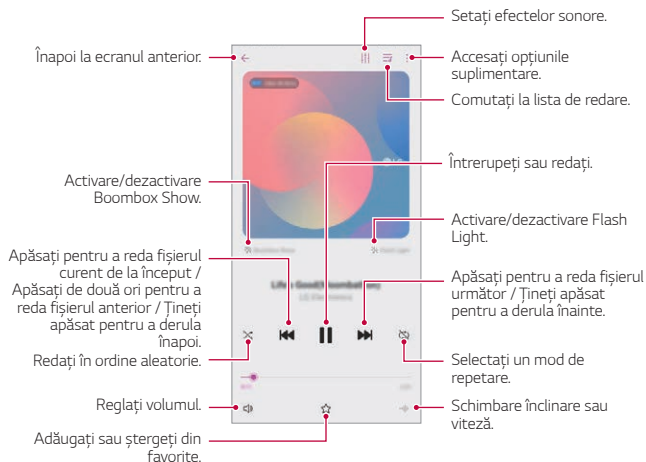 Setați efectelor sonore.
Înapoi la ecranul anterior.
Accesați opțiunile
suplimentare.
Comutați la lista de redare.
Întrerupeți sau redați.
Activare/dezactivare
Boombox Show.
Activare/dezactivare Flash
Light.
Apăsați pentru a reda fișierul
curent de la început /
Apăsați de două ori pentru a
reda fișierul anterior / Țineți
apăsat pentru a derula
înapoi.
Apăsați pentru a reda fișierul
următor / Țineți apăsat
pentru a derula înainte.
Redați în ordine aleatorie.
Selectați un mod de
repetare.
Reglați volumul.
Schimbare înclinare sau
viteză.
Adăugați sau ștergeți din
favorite.